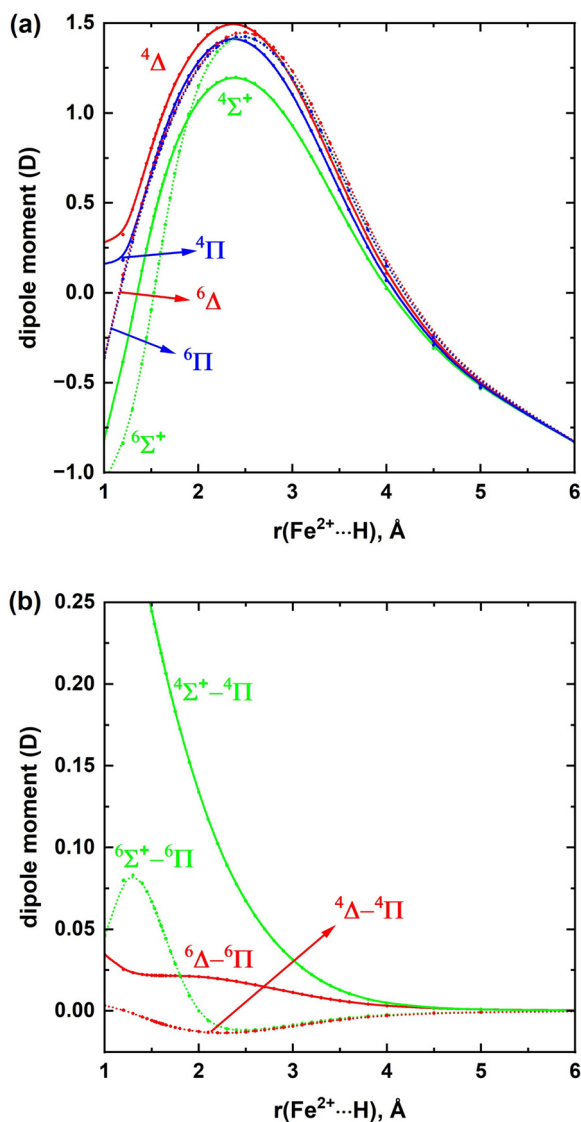 (a)
1.5
1.0
0.5
0.0
−0.5
−1.0
dipole moment (D)
⁴Δ
⁴Σ⁺
⁴Π
⁶Δ
⁶Π
⁶Σ⁺
1 2 3 4 5 6
r(Fe²⁺···H), Å
(b)
0.25
0.20
0.15
0.10
0.05
0.00
dipole moment (D)
⁴Σ⁺–⁴Π
⁶Σ⁺–⁶Π
⁴Δ–⁴Π
⁶Δ–⁶Π
1 2 3 4 5 6
r(Fe²⁺···H), Å